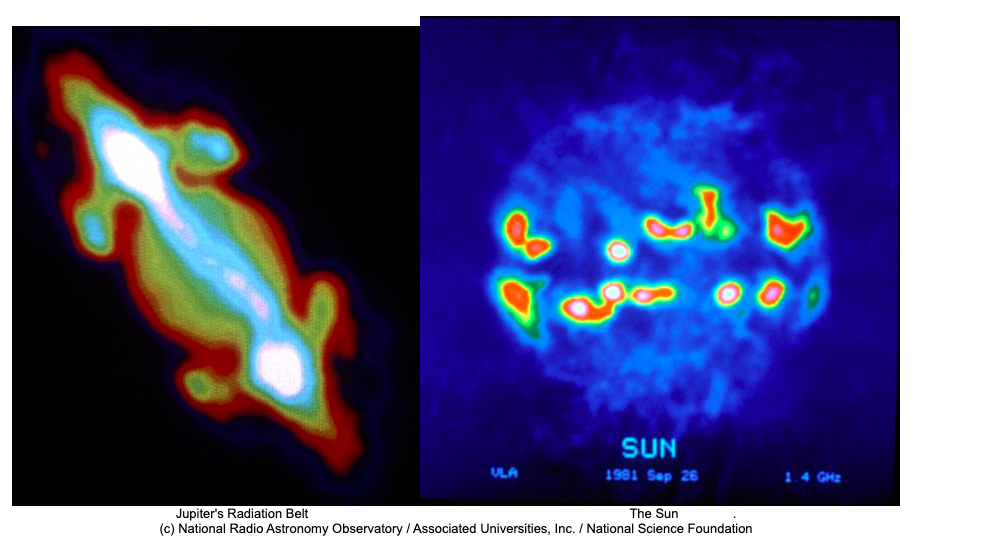 SUN
VLA 1981 Sep 26 1.4 GHz
Jupiter's Radiation Belt The Sun .
(c) National Radio Astronomy Observatory / Associated Universities, Inc. / National Science Foundation